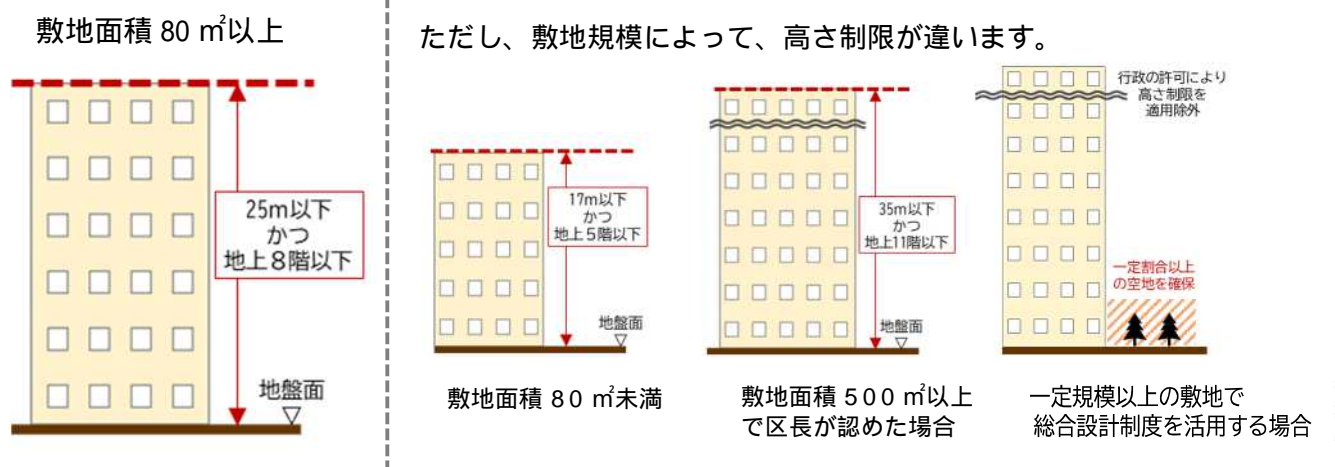 敷地面積 80 ㎡以上
25m以下
かつ
地上8階以下
地盤面
ただし、敷地規模によって、高さ制限が違います。
17m以下
かつ
地上5階以下
地盤面
敷地面積 80 ㎡未満
35m以下
かつ
地上11階以下
地盤面
敷地面積 500 ㎡以上
で区長が認めた場合
行政の許可により
高さ制限を
適用除外
一定割合以上
の空地を確保
一定規模以上の敷地で
総合設計制度を活用する場合